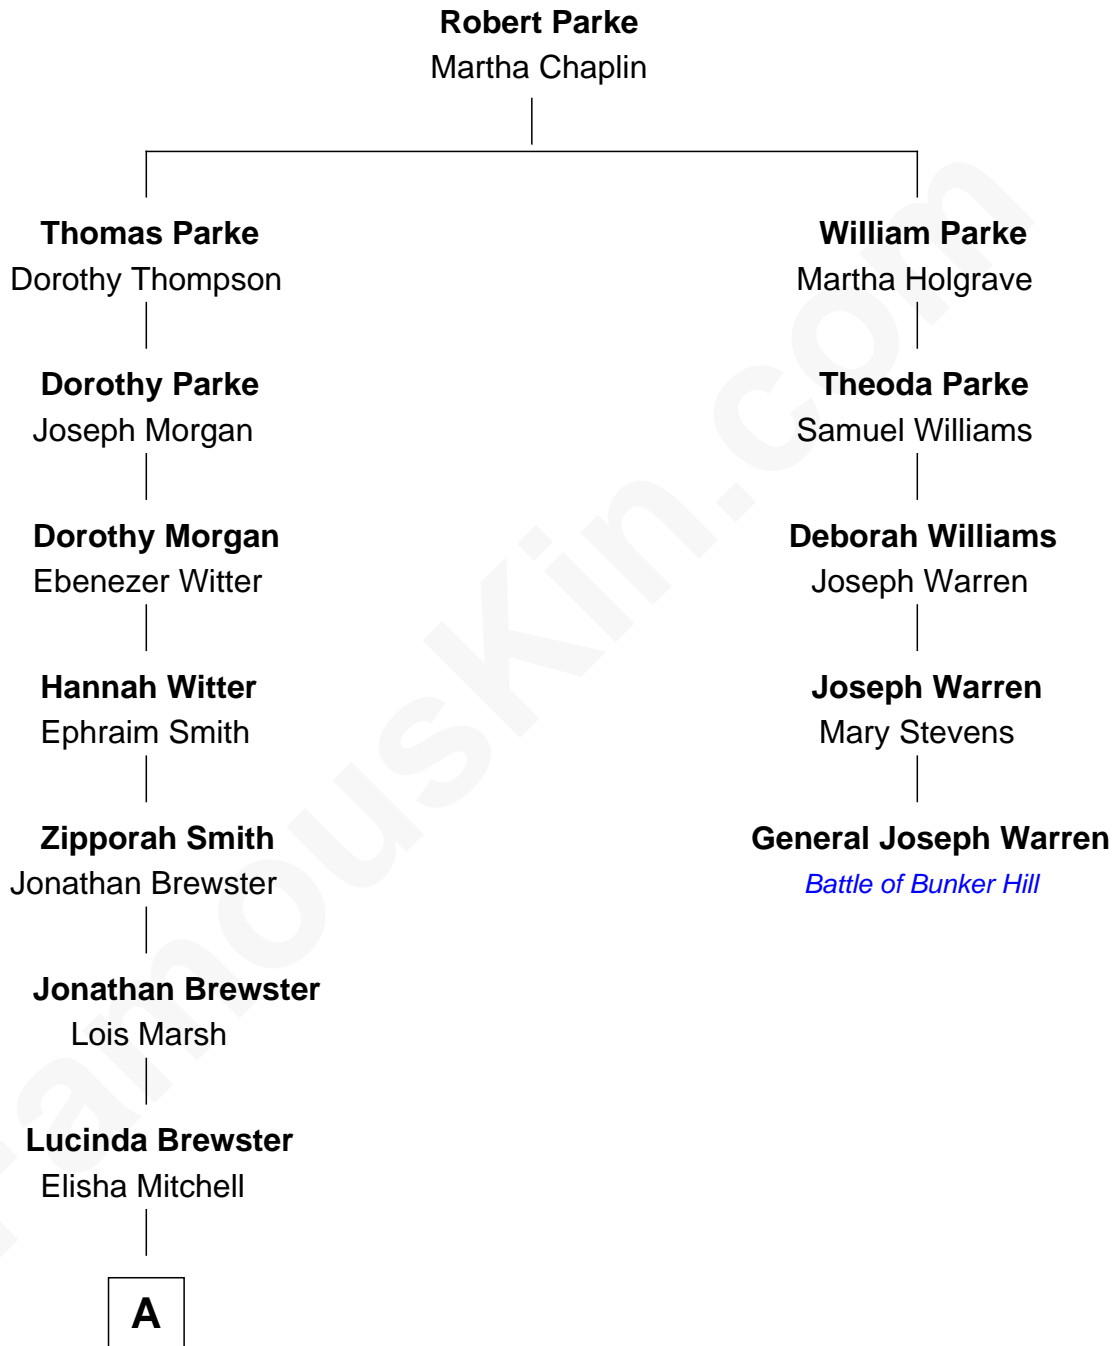 Robert Parke
Martha Chaplin
Thomas Parke
Dorothy Thompson
William Parke
Martha Holgrave
Dorothy Parke
Joseph Morgan
Theoda Parke
Samuel Williams
Dorothy Morgan
Ebenezer Witter
Deborah Williams
Joseph Warren
Hannah Witter
Ephraim Smith
Joseph Warren
Mary Stevens
Zipporah Smith
Jonathan Brewster
General Joseph Warren
Battle of Bunker Hill
Jonathan Brewster
Lois Marsh
Lucinda Brewster
Elisha Mitchell
A
FamousKin.com